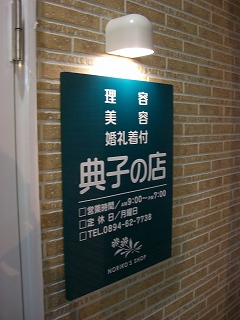 理容
美容
婚礼着付
典子の店
□営業時間/AM9:00〜PM7:00
□定休日/月曜日
□TEL.0894-62-7738
NORIKO'S SHOP